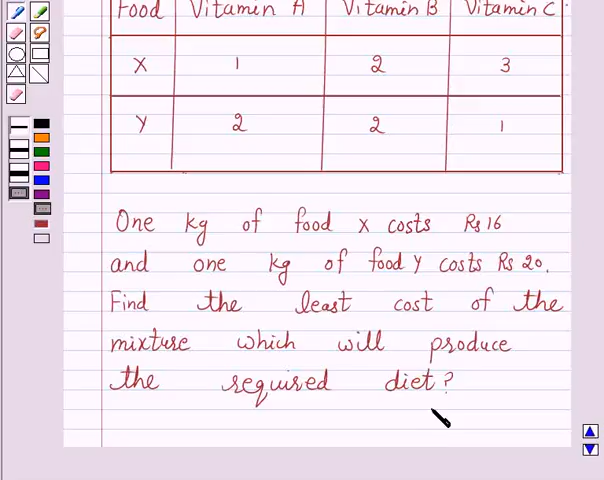 Food Vitamin A Vitamin B Vitamin C
X 1 2 3
Y 2 2 1
One kg of food X costs Rs 16
and one kg of food Y costs Rs 20.
Find the least cost of the
mixture which will produce
the required diet?